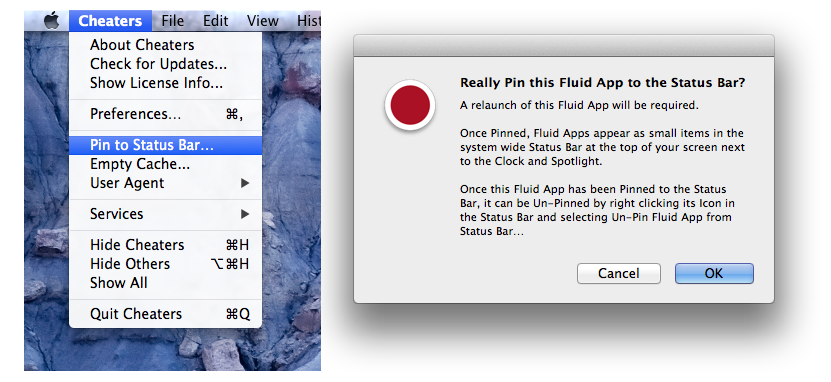 Cheaters File Edit View Hist
About Cheaters
Check for Updates...
Show License Info...
Preferences... ⌘,
Pin to Status Bar...
Empty Cache...
User Agent ▶
Services ▶
Hide Cheaters ⌘H
Hide Others ⌥⌘H
Show All
Quit Cheaters ⌘Q
Really Pin this Fluid App to the Status Bar?
A relaunch of this Fluid App will be required.
Once Pinned, Fluid Apps appear as small items in the
system wide Status Bar at the top of your screen next
to the Clock and Spotlight.
Once this Fluid App has been Pinned to the Status
Bar, it can be Un-Pinned by right clicking its Icon in
the Status Bar and selecting Un-Pin Fluid App from
Status Bar...
Cancel OK